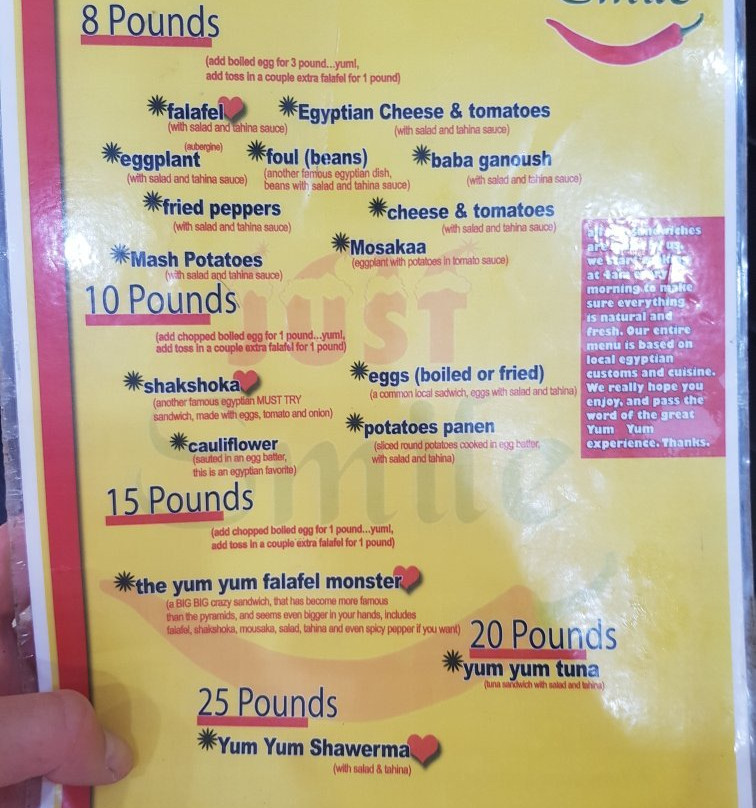 Smile
8 Pounds
(add boiled egg for 3 pound...yum!,
add toss in a couple extra falafel for 1 pound)
*falafel
(with salad and tahina sauce)
*Egyptian Cheese & tomatoes
(with salad and tahina sauce)
(aubergine)
*eggplant
(with salad and tahina sauce)
*foul (beans)
(another famous egyptian dish,
beans with salad and tahina sauce)
*baba ganoush
(with salad and tahina sauce)
*fried peppers
(with salad and tahina sauce)
*cheese & tomatoes
(with salad and tahina sauce)
*Mash Potatoes
(with salad and tahina sauce)
*Mosakaa
(eggplant with potatoes in tomato sauce)
10 Pounds
(add chopped boiled egg for 1 pound...yum!,
add toss in a couple extra falafel for 1 pound)
*shakshoka
(another famous egyptian MUST TRY
sandwich, made with eggs, tomato and onion)
*eggs (boiled or fried)
(a common local sadwich, eggs with salad and tahina)
*cauliflower
(sauted in an egg batter,
this is an egyptian favorite)
*potatoes panen
(sliced round potatoes cooked in egg batter,
with salad and tahina)
sandwiches
are us,
we
at 4am
morning to make
sure everything
is natural and
fresh. Our entire
menu is based on
local egyptian
customs and cuisine.
We really hope you
enjoy, and pass the
word of the great
Yum Yum
experience. Thanks.
JUST
Smile
15 Pounds
(add chopped boiled egg for 1 pound...yum!,
add toss in a couple extra falafel for 1 pound)
*the yum yum falafel monster
(a BIG BIG crazy sandwich, that has become more famous
than the pyramids, and seems even bigger in your hands, includes
falafel, shakshoka, mousaka, salad, tahina and even spicy pepper if you want)
20 Pounds
*yum yum tuna
(tuna sandwich with salad and tahina)
25 Pounds
*Yum Yum Shawerma
(with salad & tahina)